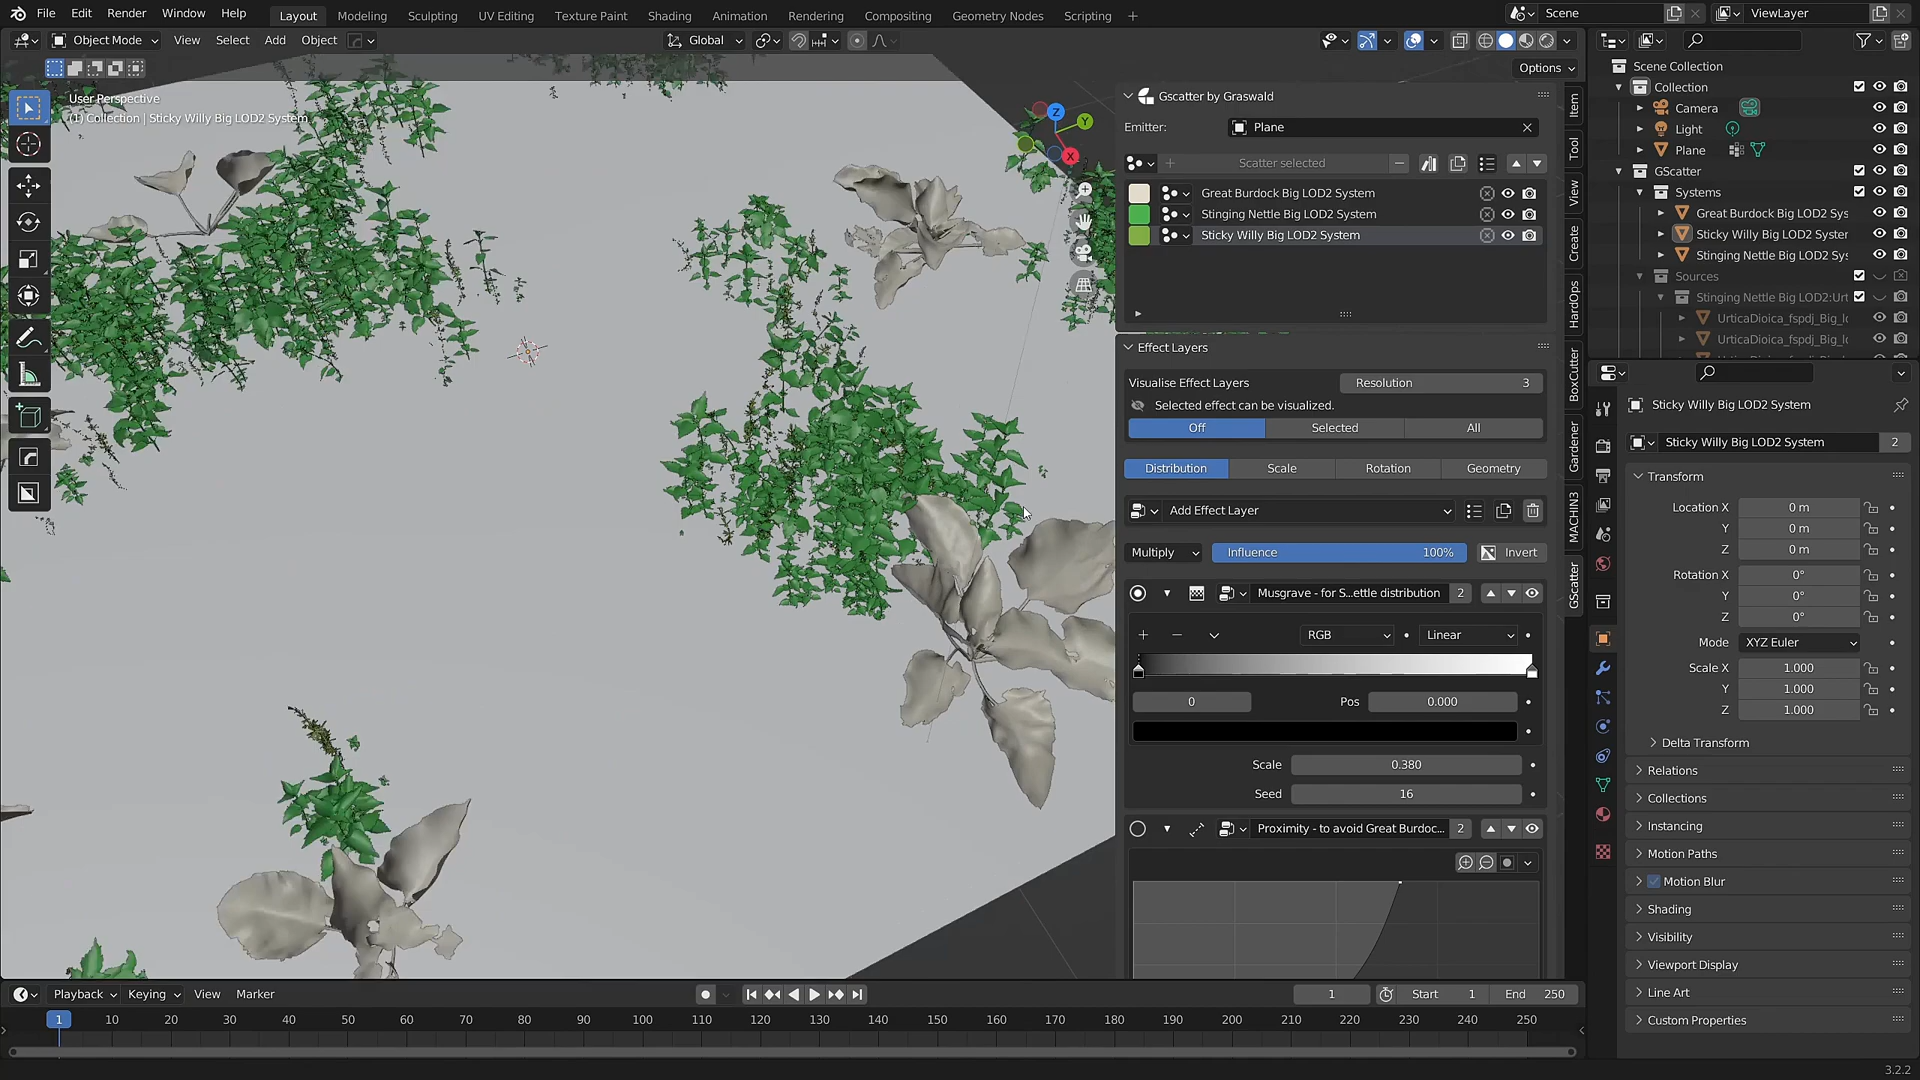 File Edit Render Window Help
Layout Modeling Sculpting UV Editing Texture Paint Shading Animation Rendering Compositing Geometry Nodes Scripting +
Scene
ViewLayer
Object Mode View Select Add Object
Global
Options
User Perspective
(1) Collection | Sticky Willy Big LOD2 System
Z
Y
X
Gscatter by Graswald
Emitter: Plane
Scatter selected
Great Burdock Big LOD2 System
Stinging Nettle Big LOD2 System
Sticky Willy Big LOD2 System
Effect Layers
Visualise Effect Layers Resolution 3
Selected effect can be visualized.
Off Selected All
Distribution Scale Rotation Geometry
Add Effect Layer
Multiply Influence 100% Invert
Musgrave - for S...ettle distribution 2
RGB Linear
0 Pos 0.000
Scale 0.380
Seed 16
Proximity - to avoid Great Burdoc... 2
Item
Tool
View
Create
HardOps
BoxCutter
Gardener
MACHIN3
GScatter
Scene Collection
Collection
Camera
Light
Plane
GScatter
Systems
Great Burdock Big LOD2 Sys
Sticky Willy Big LOD2 System
Stinging Nettle Big LOD2 Sys
Sources
Stinging Nettle Big LOD2:Urt
UrticaDioica_fspdj_Big_lo
UrticaDioica_fspdj_Big_lo
Sticky Willy Big LOD2 System
Sticky Willy Big LOD2 System 2
Transform
Location X 0 m
Y 0 m
Z 0 m
Rotation X 0°
Y 0°
Z 0°
Mode XYZ Euler
Scale X 1.000
Y 1.000
Z 1.000
Delta Transform
Relations
Collections
Instancing
Motion Paths
Motion Blur
Shading
Visibility
Viewport Display
Line Art
Custom Properties
Playback Keying View Marker
1 Start 1 End 250
1 10 20 30 40 50 60 70 80 90 100 110 120 130 140 150 160 170 180 190 200 210 220 230 240 250
3.2.2